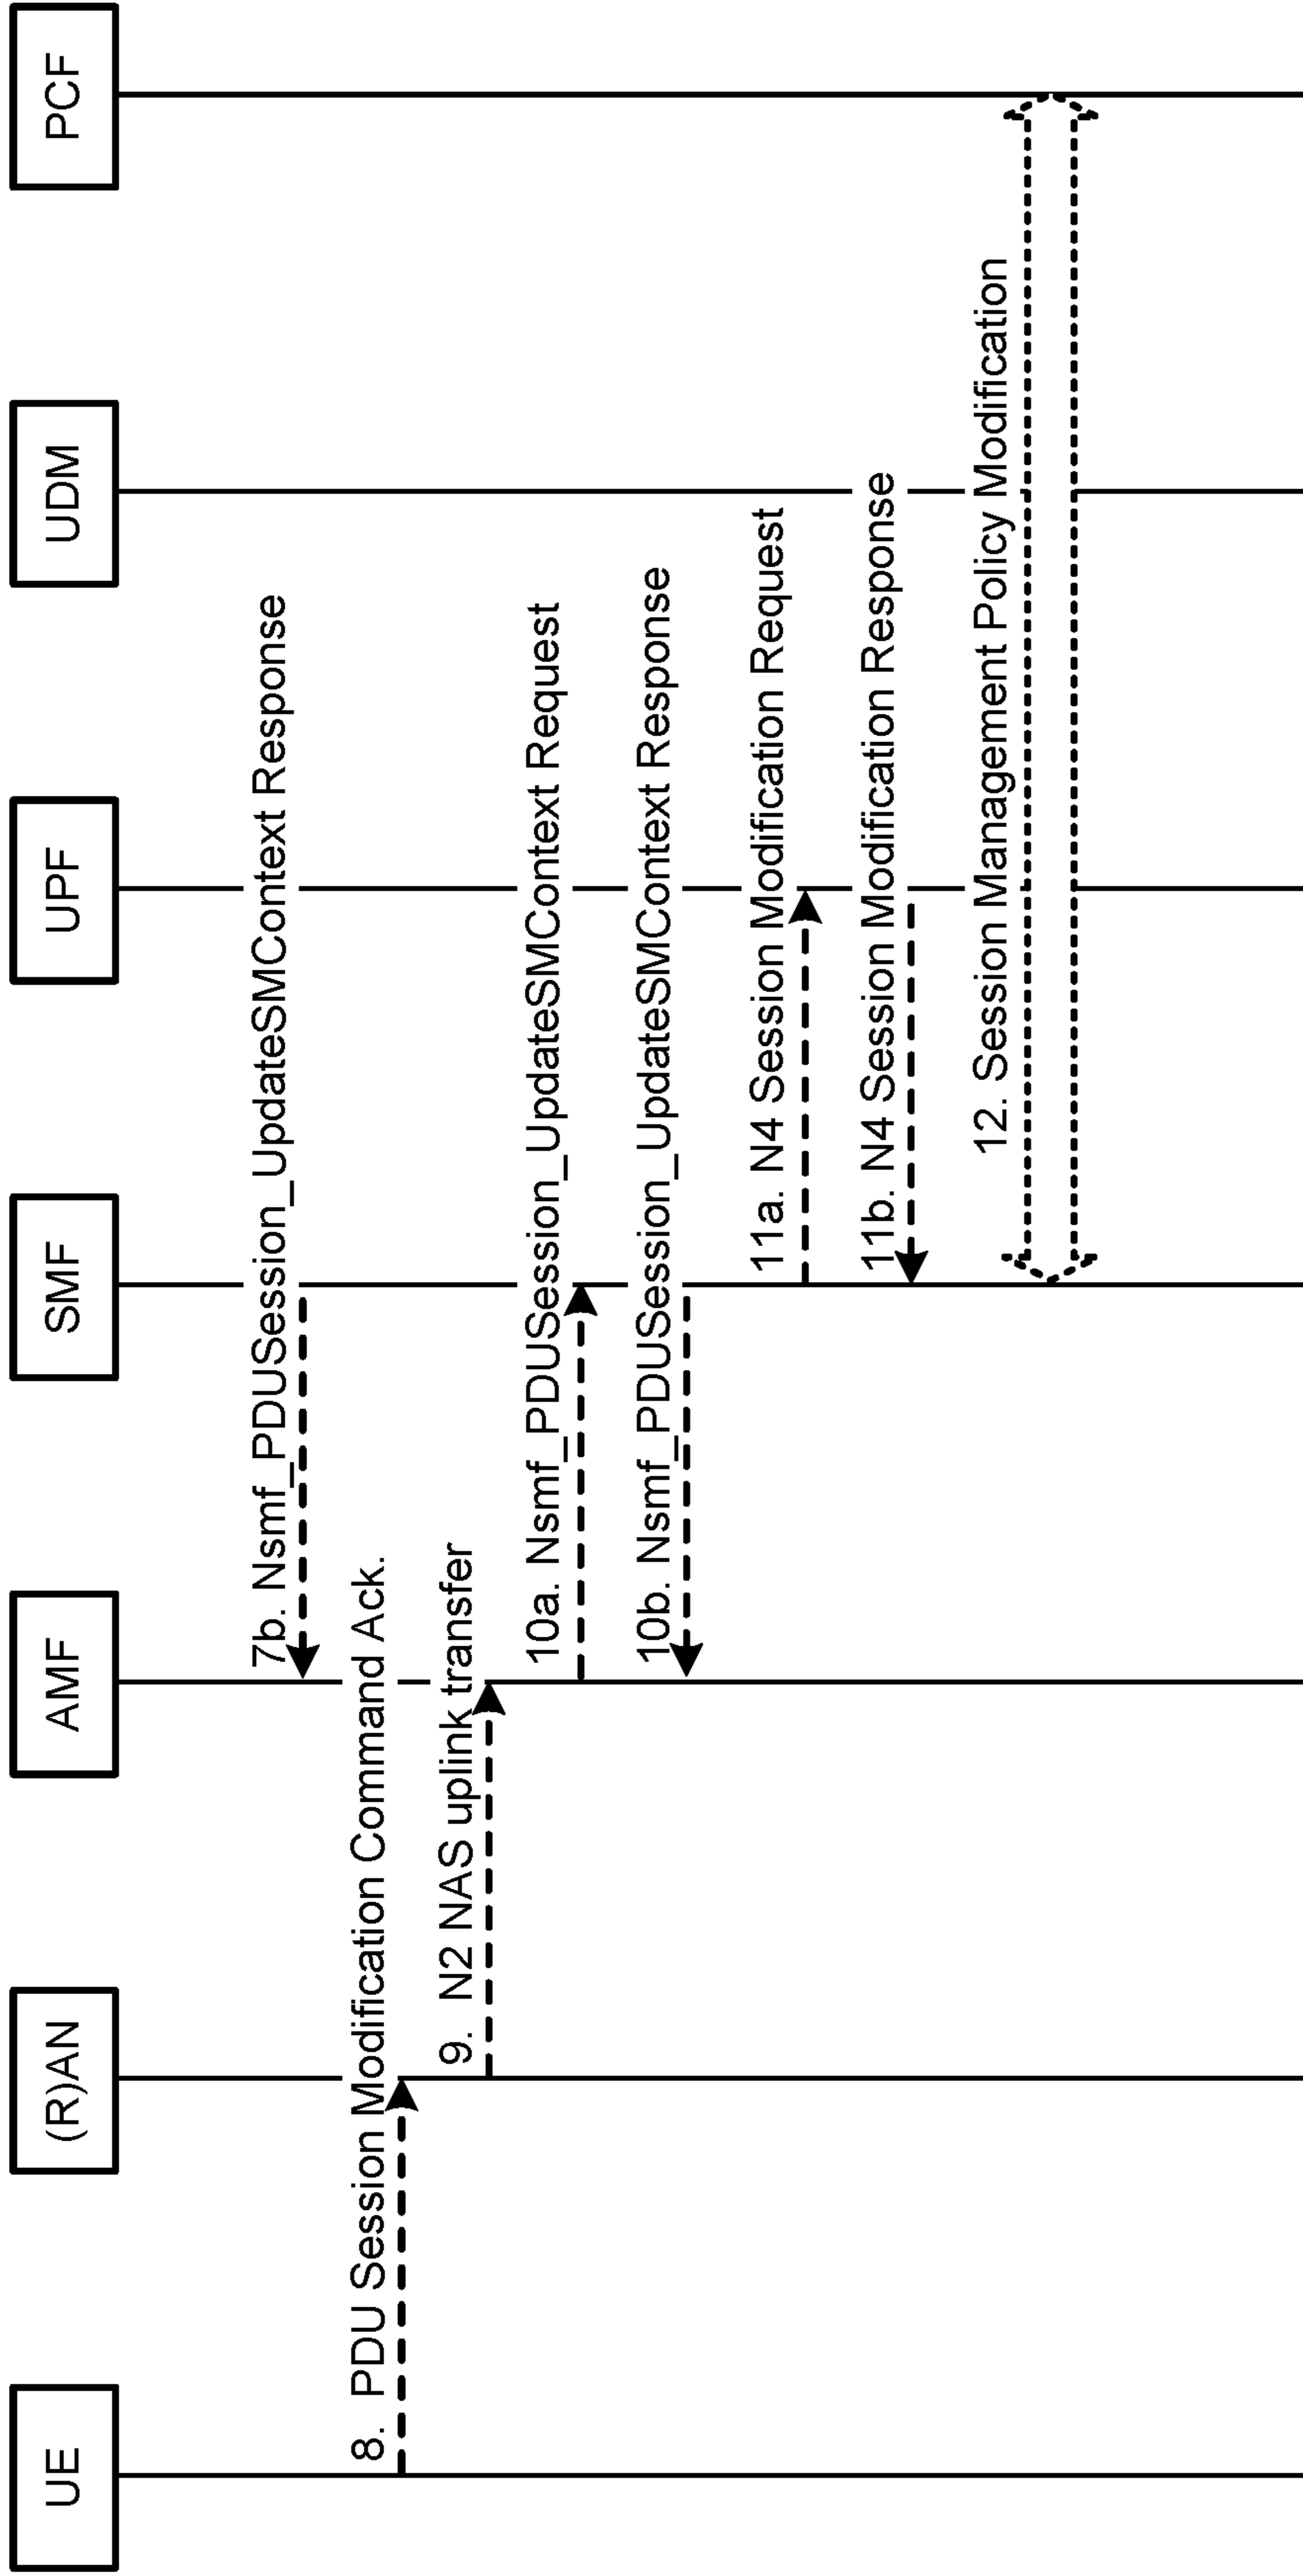 UE
(R)AN
AMF
SMF
UPF
UDM
PCF
7b. Nsmf_PDUSession_UpdateSMContext Response
8. PDU Session Modification Command Ack.
9. N2 NAS uplink transfer
10a. Nsmf_PDUSession_UpdateSMContext Request
10b. Nsmf_PDUSession_UpdateSMContext Response
11a. N4 Session Modification Request
11b. N4 Session Modification Response
12. Session Management Policy Modification